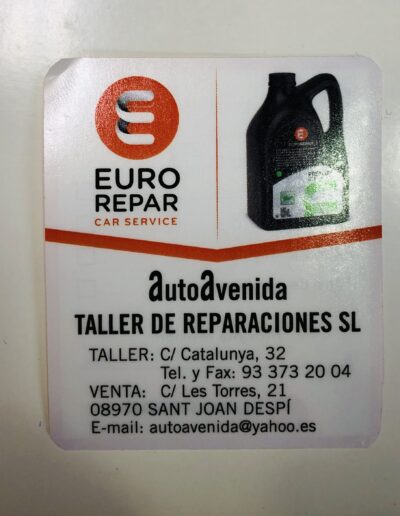 EURO
REPAR
CAR SERVICE
autoavenida
TALLER DE REPARACIONES SL
TALLER: C/ Catalunya, 32
Tel. y Fax: 93 373 20 04
VENTA: C/ Les Torres, 21
08970 SANT JOAN DESPÍ
E-mail: autoavenida@yahoo.es